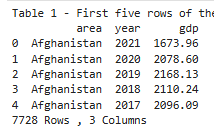 Table 1 - First five rows of the
area year gdp
0 Afghanistan 2021 1673.96
1 Afghanistan 2020 2078.60
2 Afghanistan 2019 2168.13
3 Afghanistan 2018 2110.24
4 Afghanistan 2017 2096.09
7728 Rows , 3 Columns